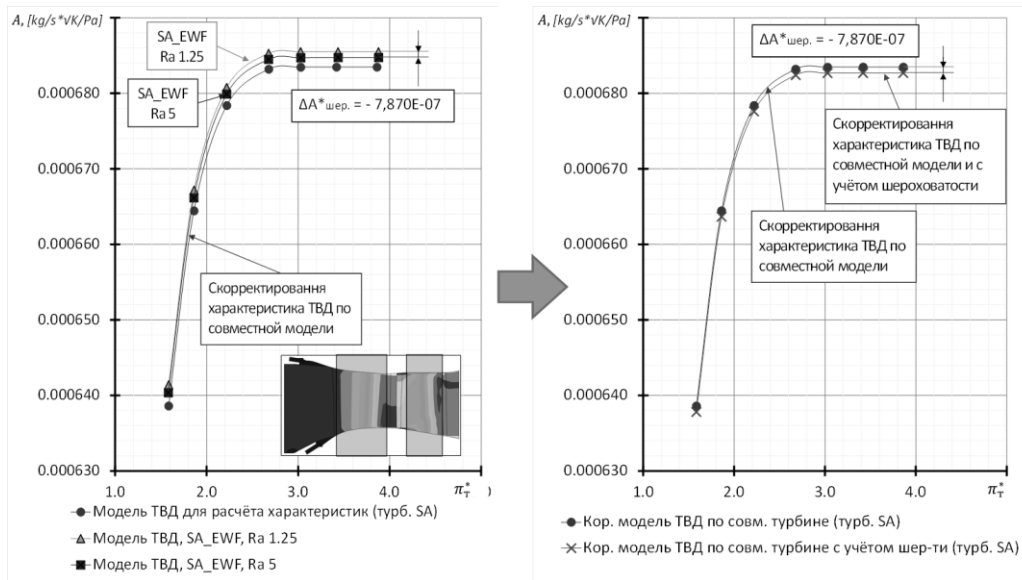 A, [kg/s*√K/Pa]
SA_EWF
Ra 1.25
SA_EWF
Ra 5
ΔA*шер. = - 7,870E-07
Скорректировання
характеристика ТВД по
совместной модели
0.000680
0.000670
0.000660
0.000650
0.000640
0.000630
1.0
2.0
3.0
4.0
π*т
Модель ТВД для расчёта характеристик (турб. SA)
Модель ТВД, SA_EWF, Ra 1.25
Модель ТВД, SA_EWF, Ra 5
A, [kg/s*√K/Pa]
ΔA*шер. = - 7,870E-07
Скорректировання
характеристика ТВД по
совместной модели и с
учётом шероховатости
Скорректировання
характеристика ТВД по
совместной модели
0.000680
0.000670
0.000660
0.000650
0.000640
0.000630
1.0
2.0
3.0
4.0
π*т
Кор. модель ТВД по совм. турбине (турб. SA)
Кор. модель ТВД по совм. турбине с учётом шер-ти (турб. SA)